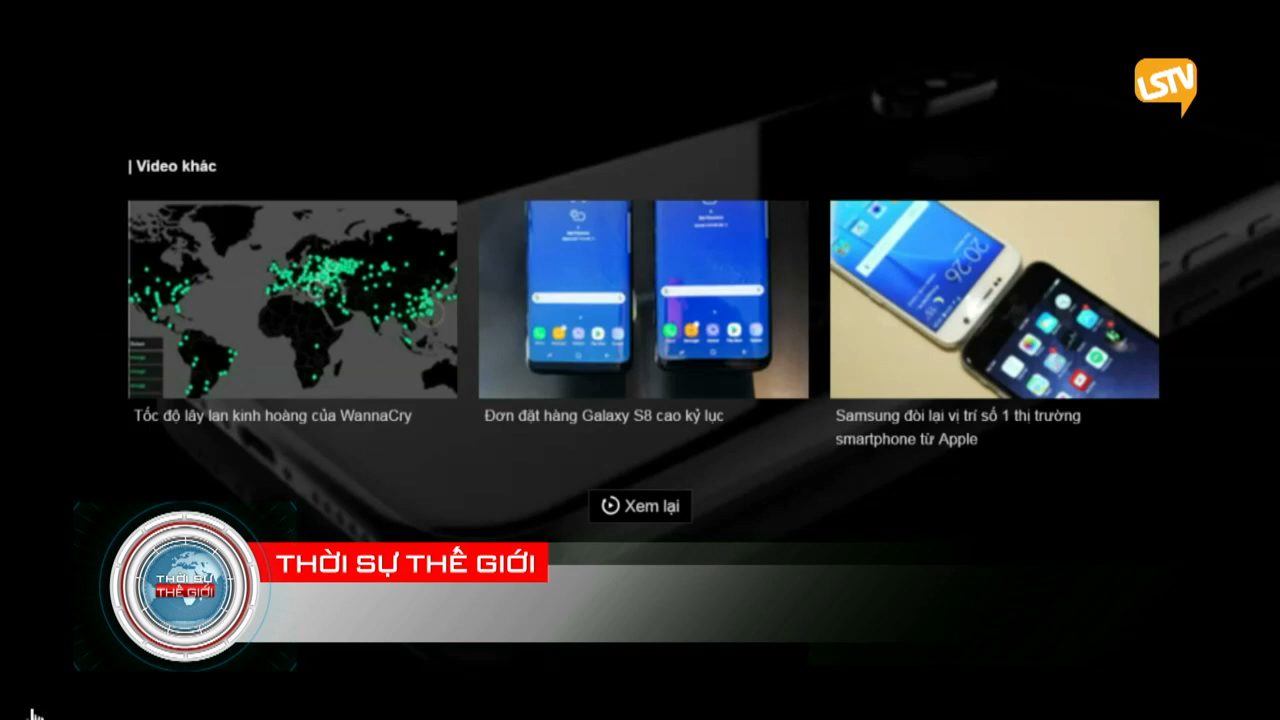 LSTV
| Video khác
20:26
Tốc độ lây lan kinh hoàng của WannaCry
Đơn đặt hàng Galaxy S8 cao kỷ lục
Samsung đòi lại vị trí số 1 thị trường
smartphone từ Apple
Xem lại
THỜI SỰ THẾ GIỚI
THỜI SỰ
THẾ GIỚI